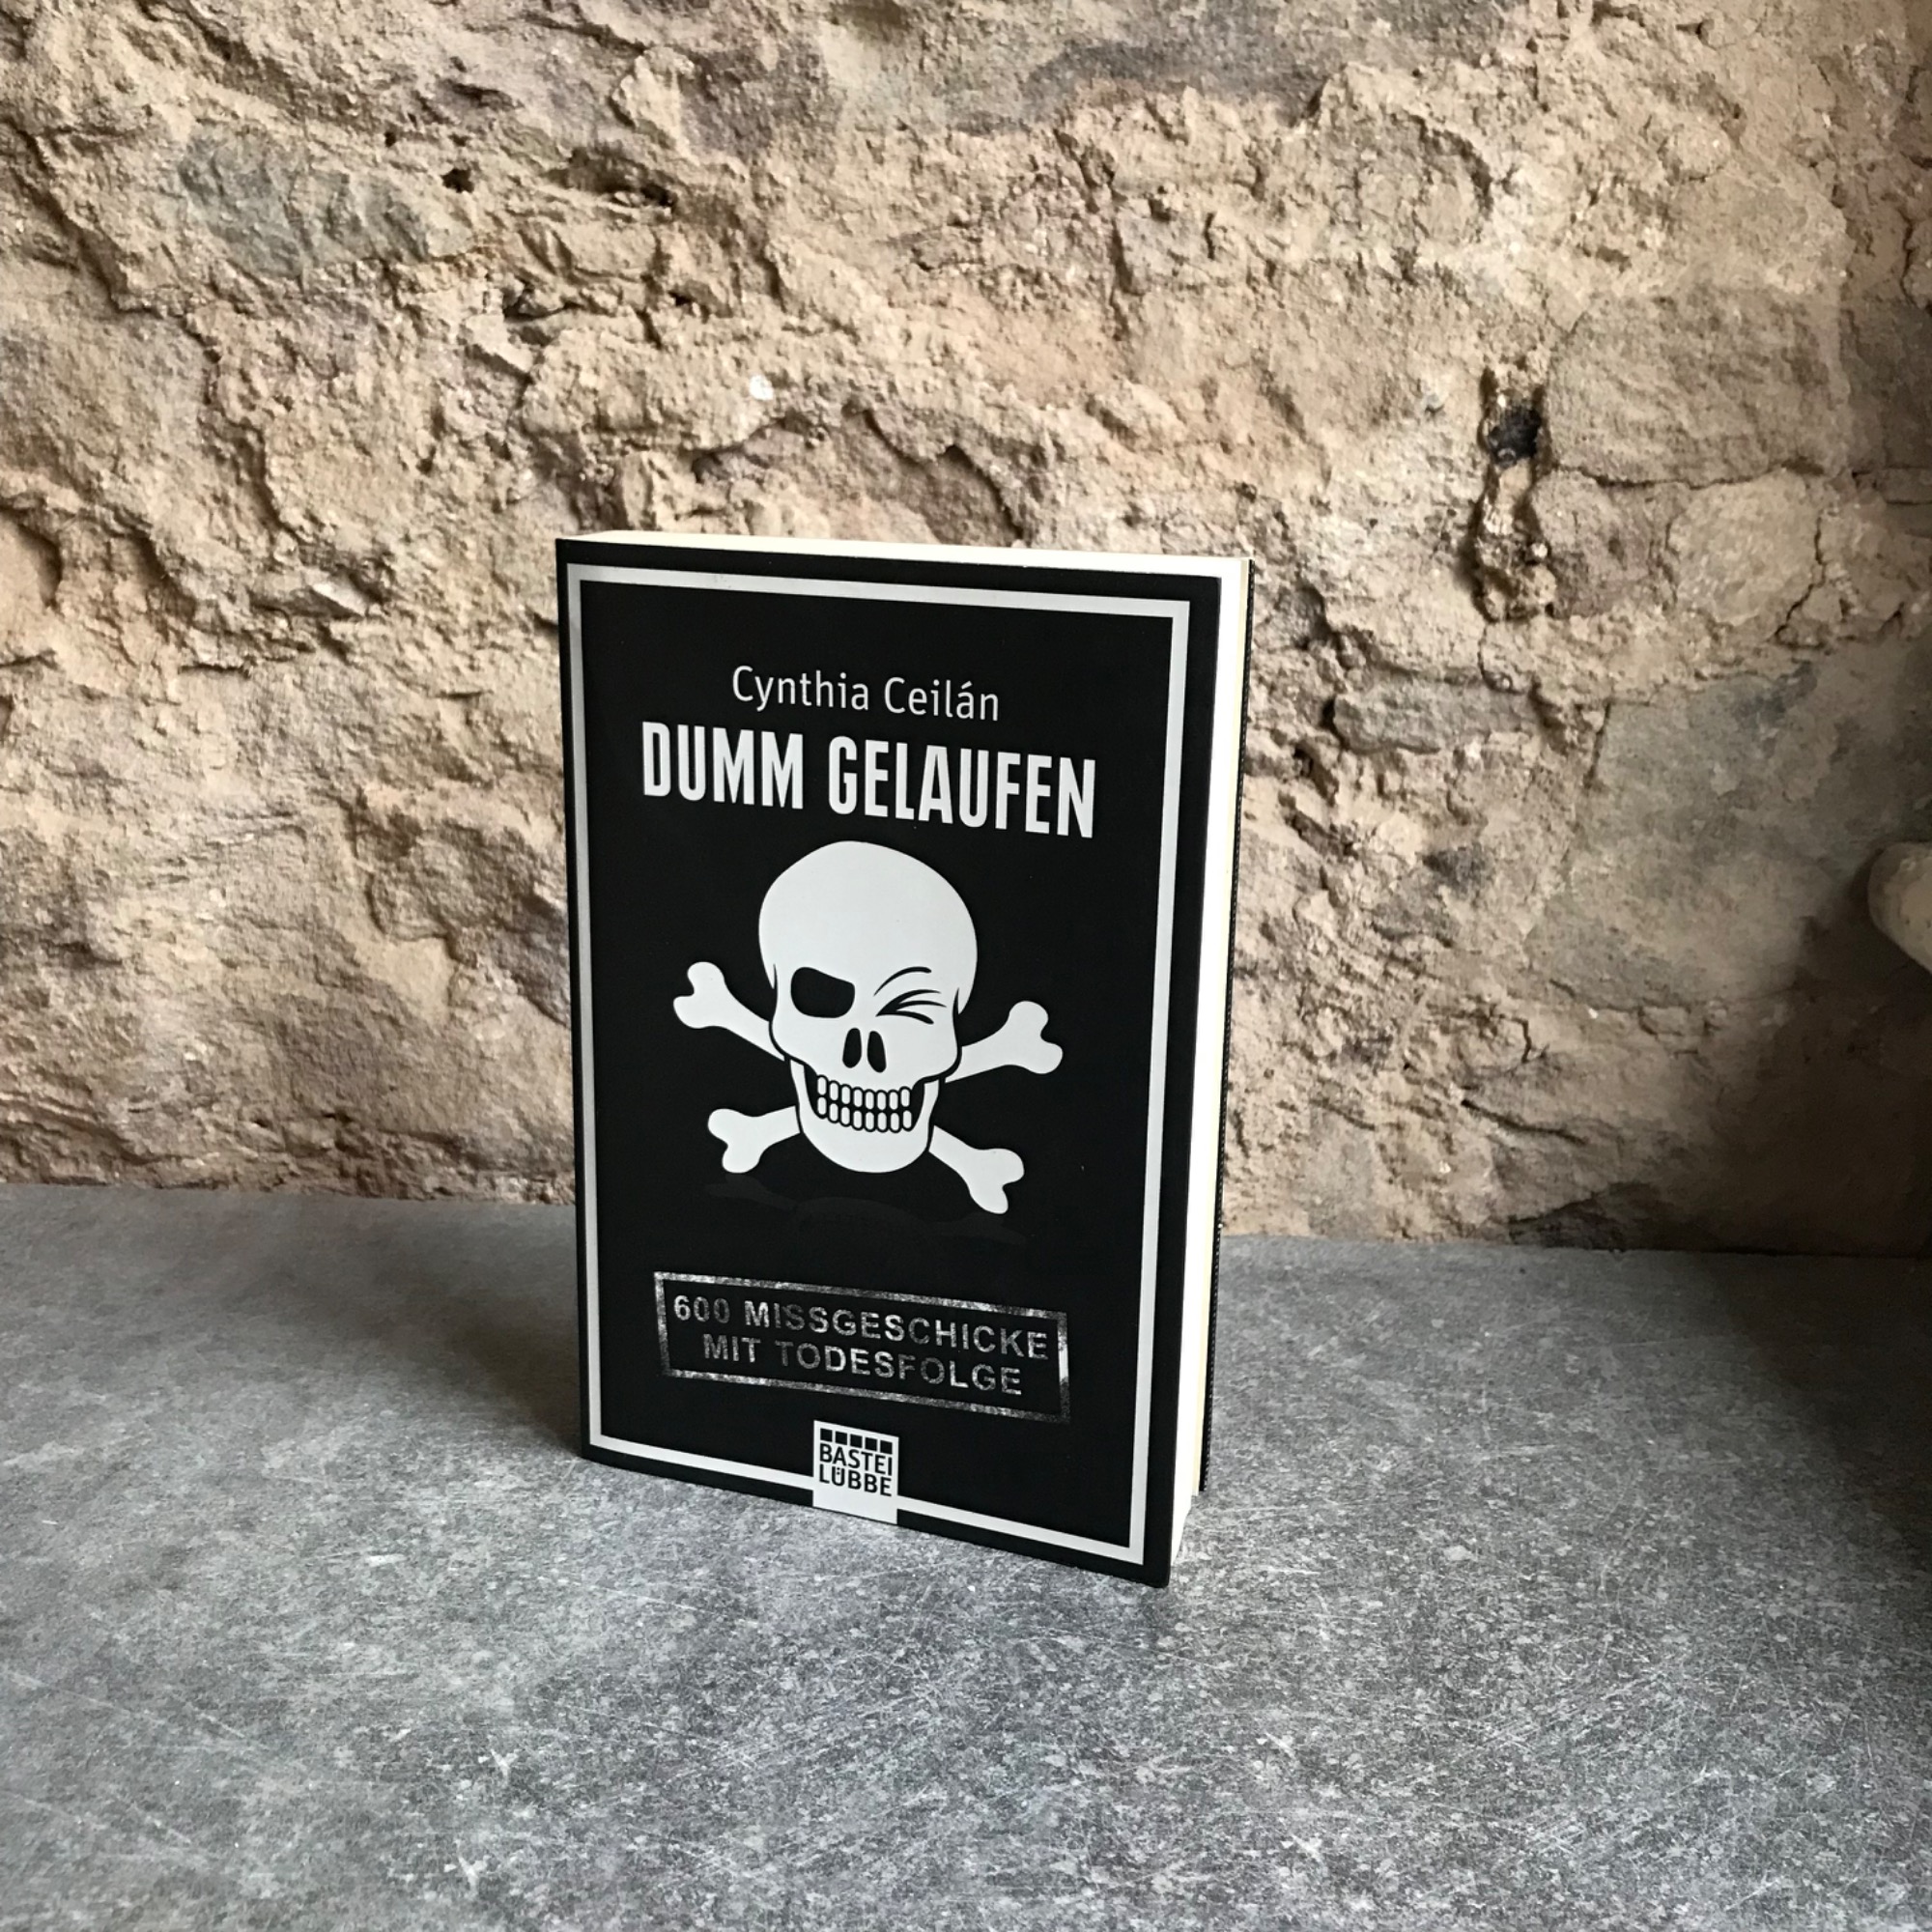 Cynthia Ceilán
DUMM GELAUFEN
600 MISSGESCHICKE
MIT TODESFOLGE
BASTEI
LÜBBE